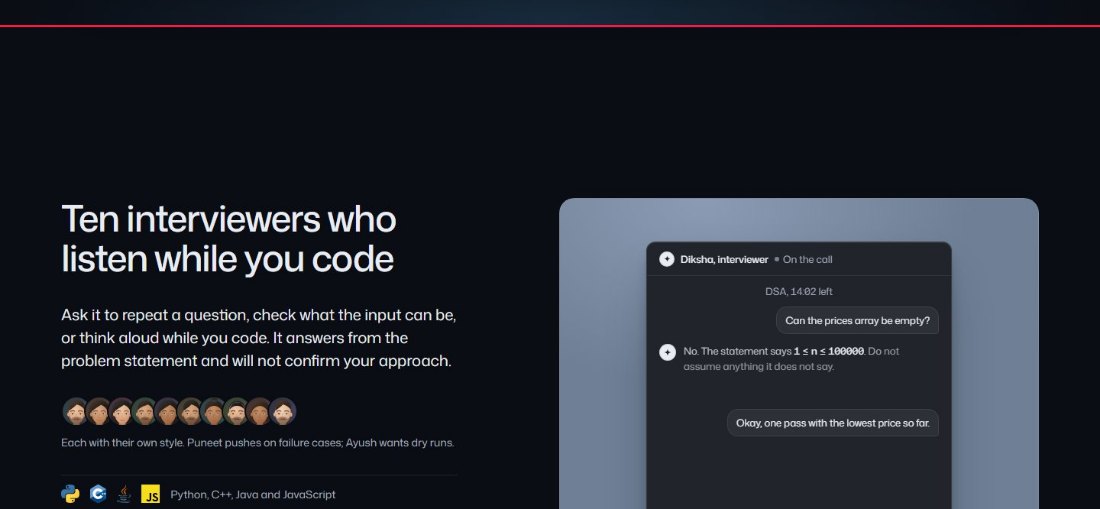 Ten interviewers who
listen while you code
Ask it to repeat a question, check what the input can be,
or think aloud while you code. It answers from the
problem statement and will not confirm your approach.
Each with their own style. Puneet pushes on failure cases; Ayush wants dry runs.
JS
Python, C++, Java and JavaScript
Diksha, interviewer • On the call
DSA, 14:02 left
Can the prices array be empty?
No. The statement says 1 ≤ n ≤ 100000. Do not
assume anything it does not say.
Okay, one pass with the lowest price so far.